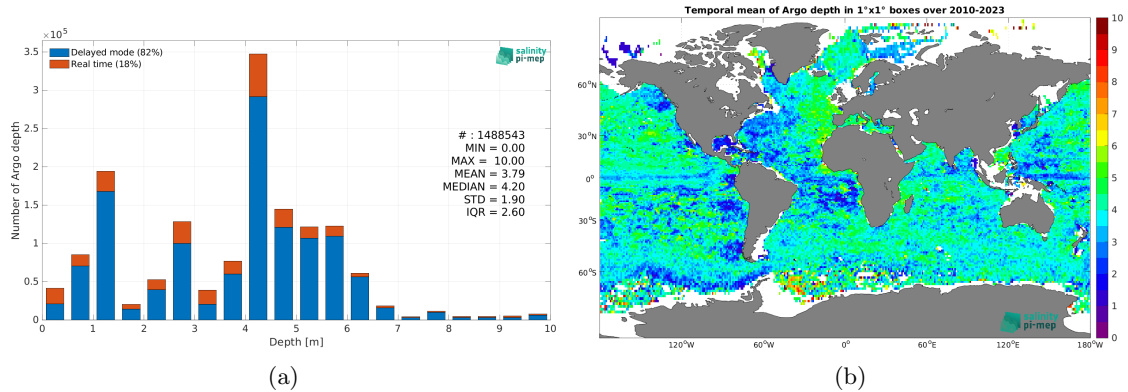 ×10⁵
Delayed mode (82%)
Real time (18%)
salinity
pi-mep
# : 1488543
MIN = 0.00
MAX = 10.00
MEAN = 3.79
MEDIAN = 4.20
STD = 1.90
IQR = 2.60
Number of Argo depth
3.5
3
2.5
2
1.5
1
0.5
0
0 1 2 3 4 5 6 7 8 9 10
Depth [m]
(a)
Temporal mean of Argo depth in 1°x1° boxes over 2010-2023
60°N
30°N
0°
30°S
60°S
120°W 60°W 0° 60°E 120°E 180°W
salinity
pi-mep
10
9
8
7
6
5
4
3
2
1
0
(b)